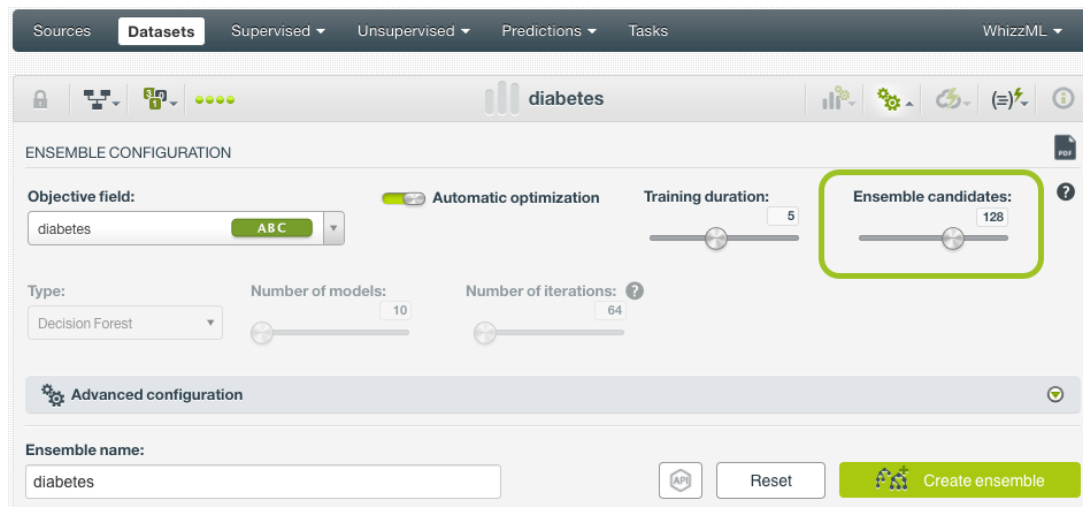 Sources Datasets Supervised Unsupervised Predictions Tasks WhizzML
diabetes
ENSEMBLE CONFIGURATION
PDF
Objective field: Automatic optimization Training duration: Ensemble candidates:
diabetes ABC 5 128
Type: Number of models: Number of iterations: ?
Decision Forest 10 64
Advanced configuration
Ensemble name:
diabetes API Reset Create ensemble